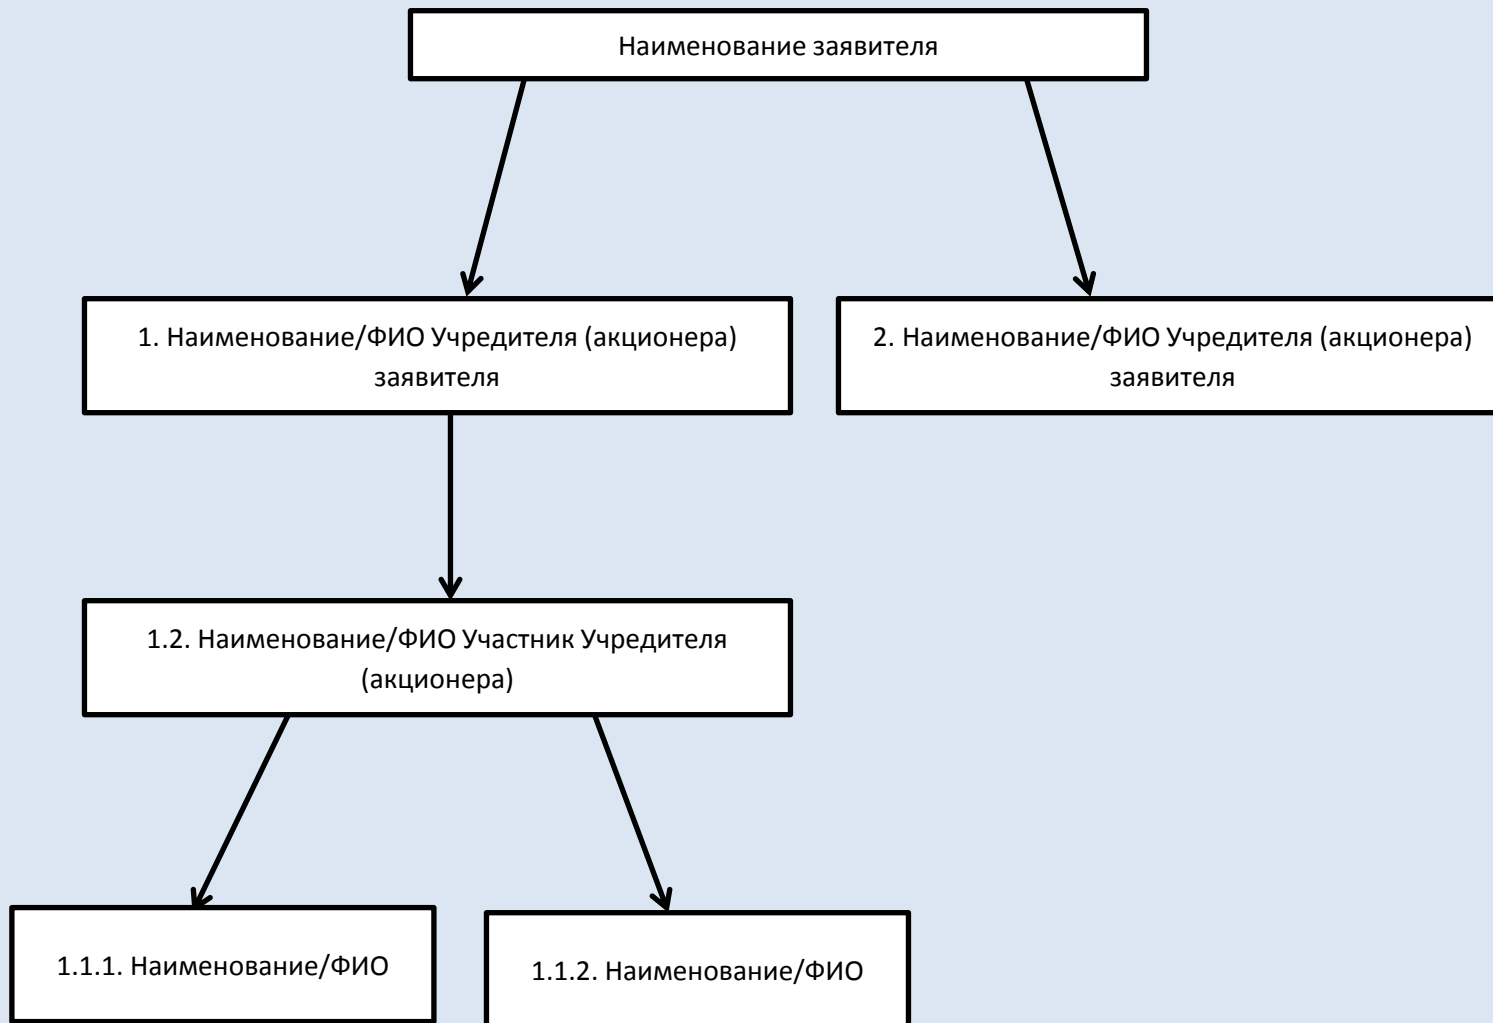 Наименование заявителя
1. Наименование/ФИО Учредителя (акционера)
заявителя
2. Наименование/ФИО Учредителя (акционера)
заявителя
1.2. Наименование/ФИО Участник Учредителя
(акционера)
1.1.1. Наименование/ФИО
1.1.2. Наименование/ФИО